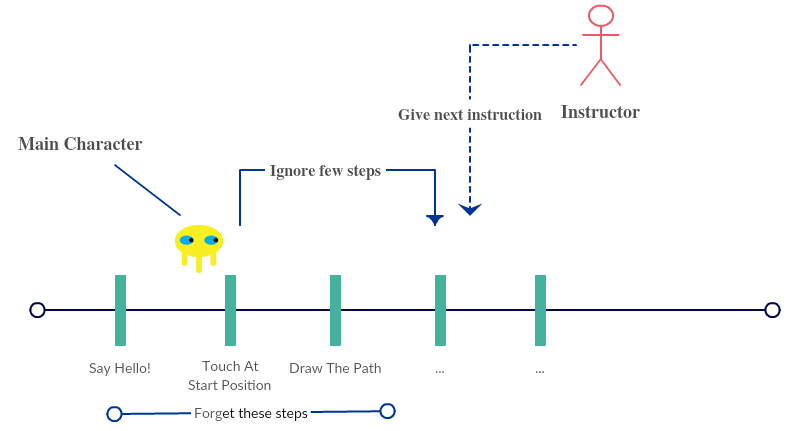 Give next instruction
Instructor
Main Character
Ignore few steps
Say Hello!
Touch At
Start Position
Draw The Path
...
...
Forget these steps